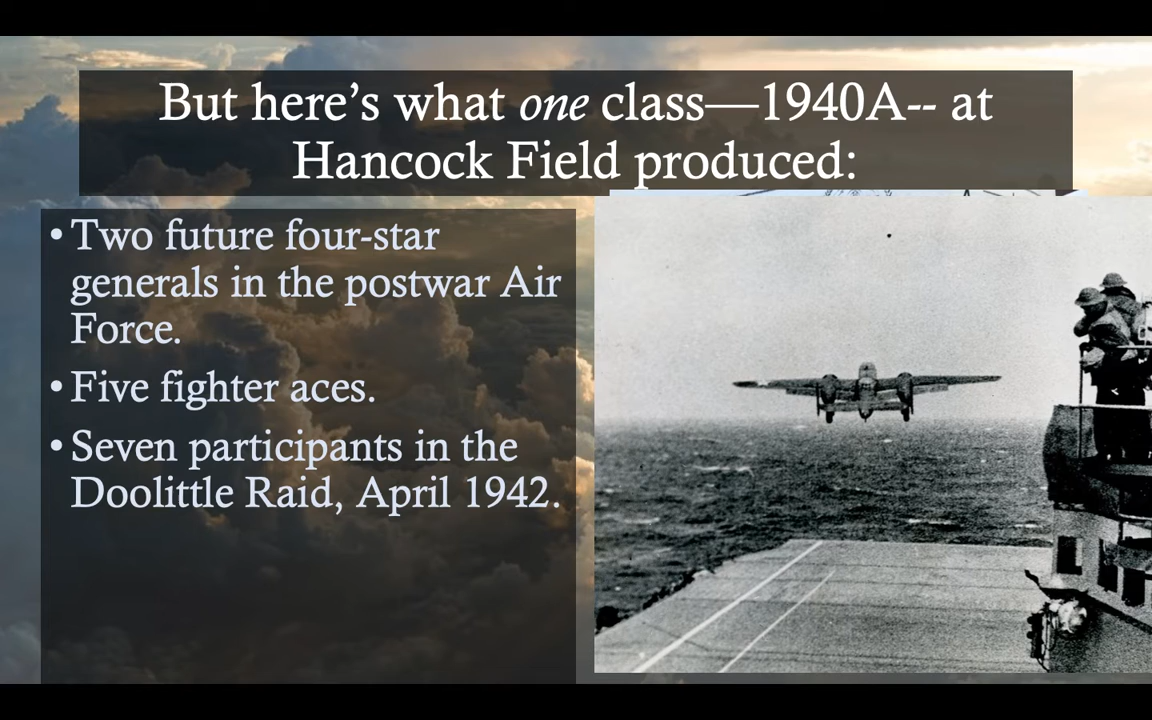 But here’s what one class—1940A-- at
Hancock Field produced:
• Two future four-star
generals in the postwar Air
Force.
• Five fighter aces.
• Seven participants in the
Doolittle Raid, April 1942.